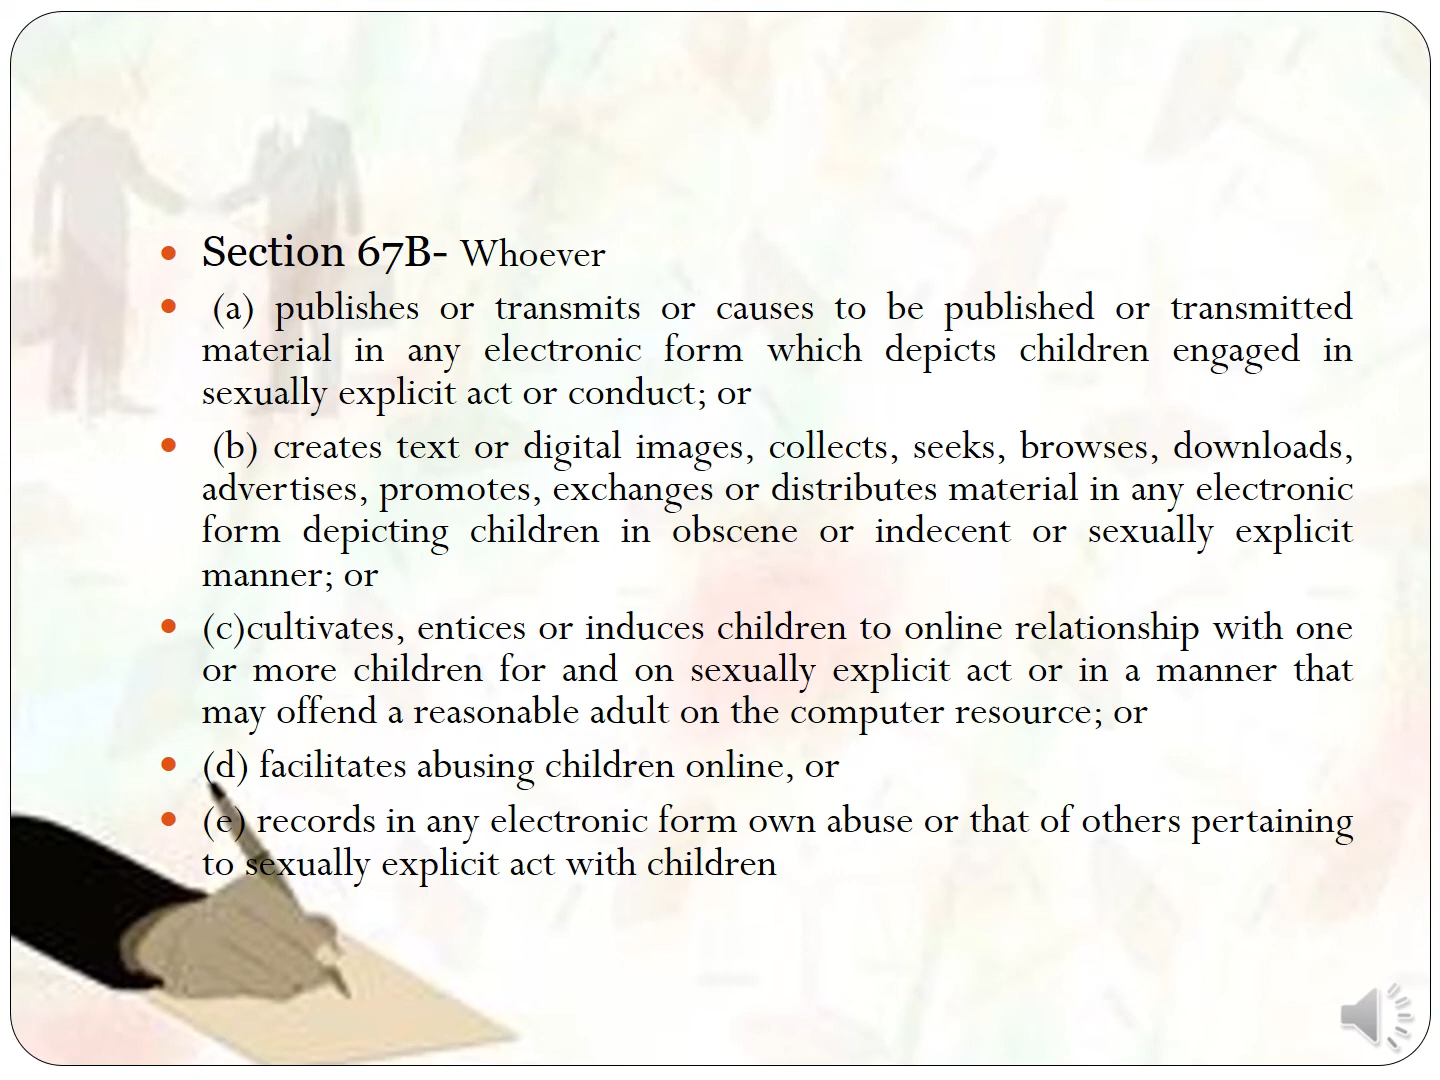 Section 67B- Whoever
(a) publishes or transmits or causes to be published or transmitted
material in any electronic form which depicts children engaged in
sexually explicit act or conduct; or
(b) creates text or digital images, collects, seeks, browses, downloads,
advertises, promotes, exchanges or distributes material in any electronic
form depicting children in obscene or indecent or sexually explicit
manner; or
(c)cultivates, entices or induces children to online relationship with one
or more children for and on sexually explicit act or in a manner that
may offend a reasonable adult on the computer resource; or
(d) facilitates abusing children online, or
(e) records in any electronic form own abuse or that of others pertaining
to sexually explicit act with children